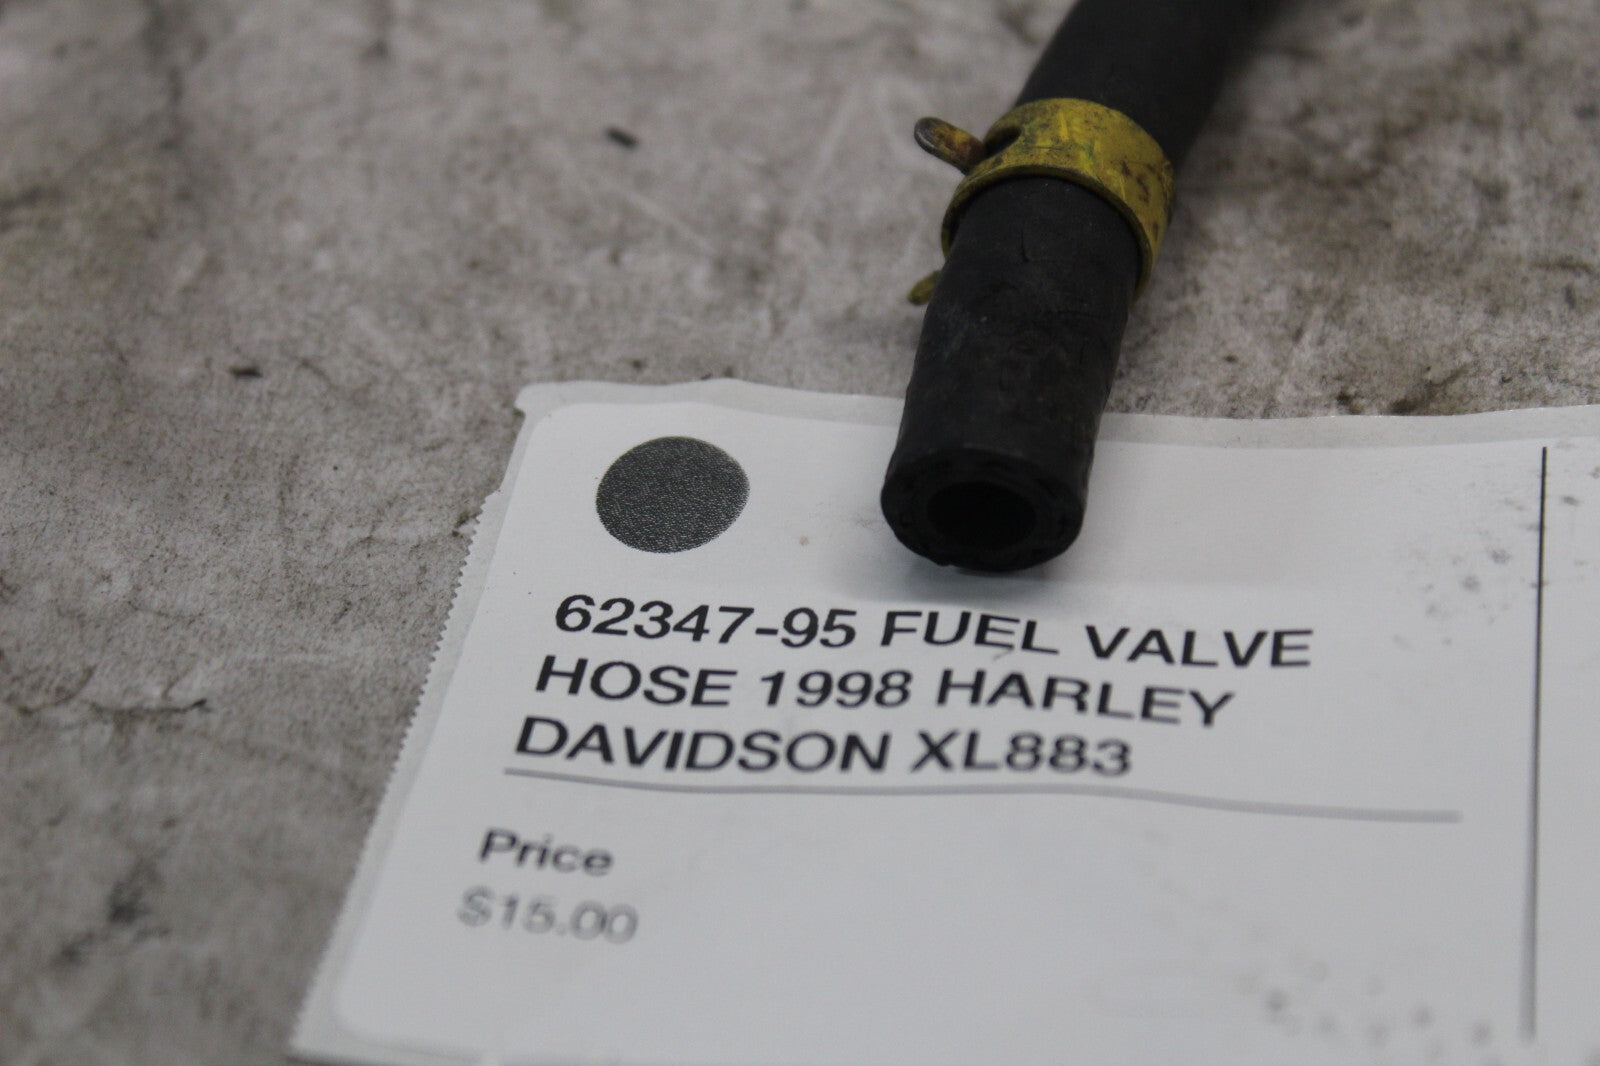 62347-95 FUEL VALVE
HOSE 1998 HARLEY
DAVIDSON XL883
Price
$15.00